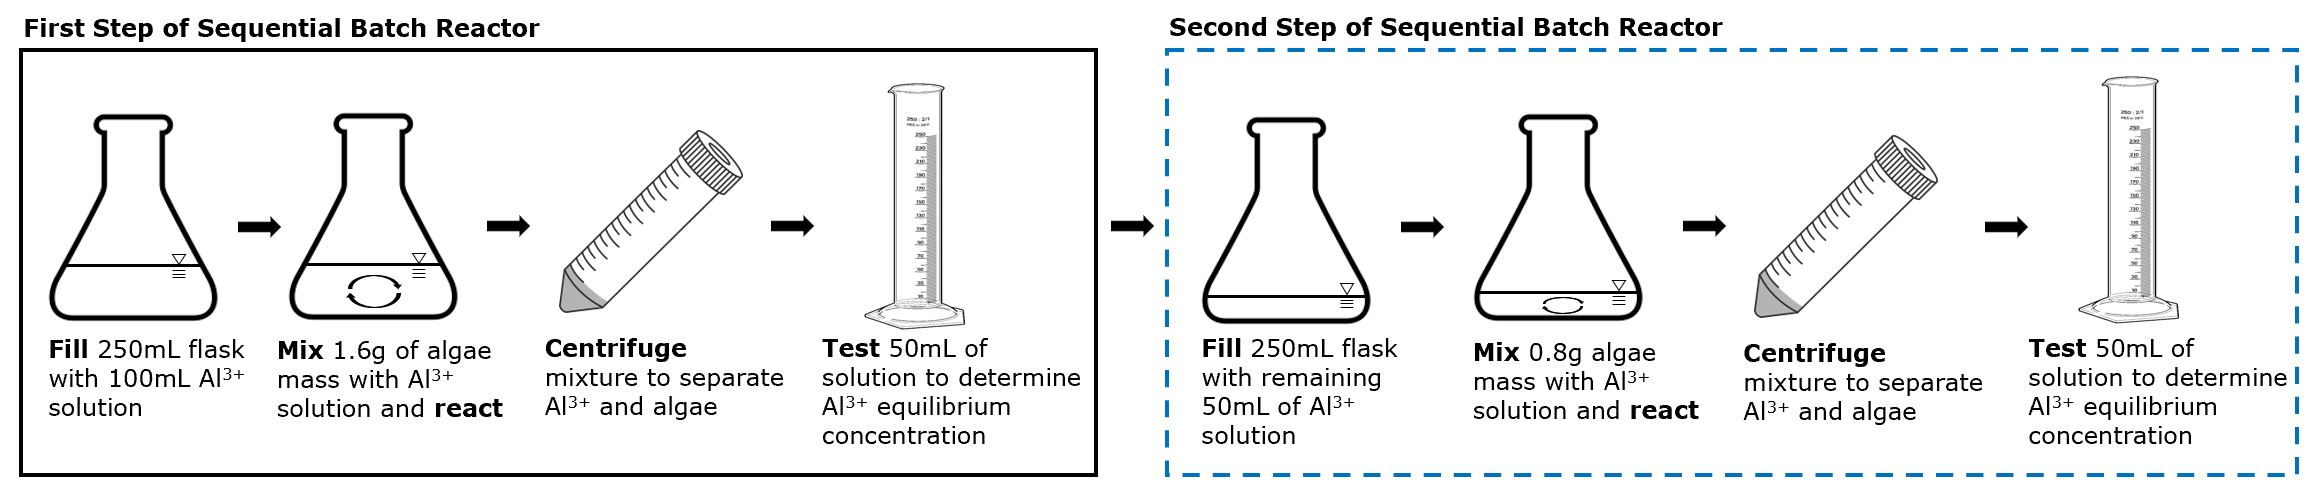 First Step of Sequential Batch Reactor
Fill 250mL flask
with 100mL Al³⁺
solution
Mix 1.6g of algae
mass with Al³⁺
solution and react
Centrifuge
mixture to separate
Al³⁺ and algae
Test 50mL of
solution to determine
Al³⁺ equilibrium
concentration
Second Step of Sequential Batch Reactor
Fill 250mL flask
with remaining
50mL of Al³⁺
solution
Mix 0.8g algae
mass with Al³⁺
solution and react
Centrifuge
mixture to separate
Al³⁺ and algae
Test 50mL of
solution to determine
Al³⁺ equilibrium
concentration